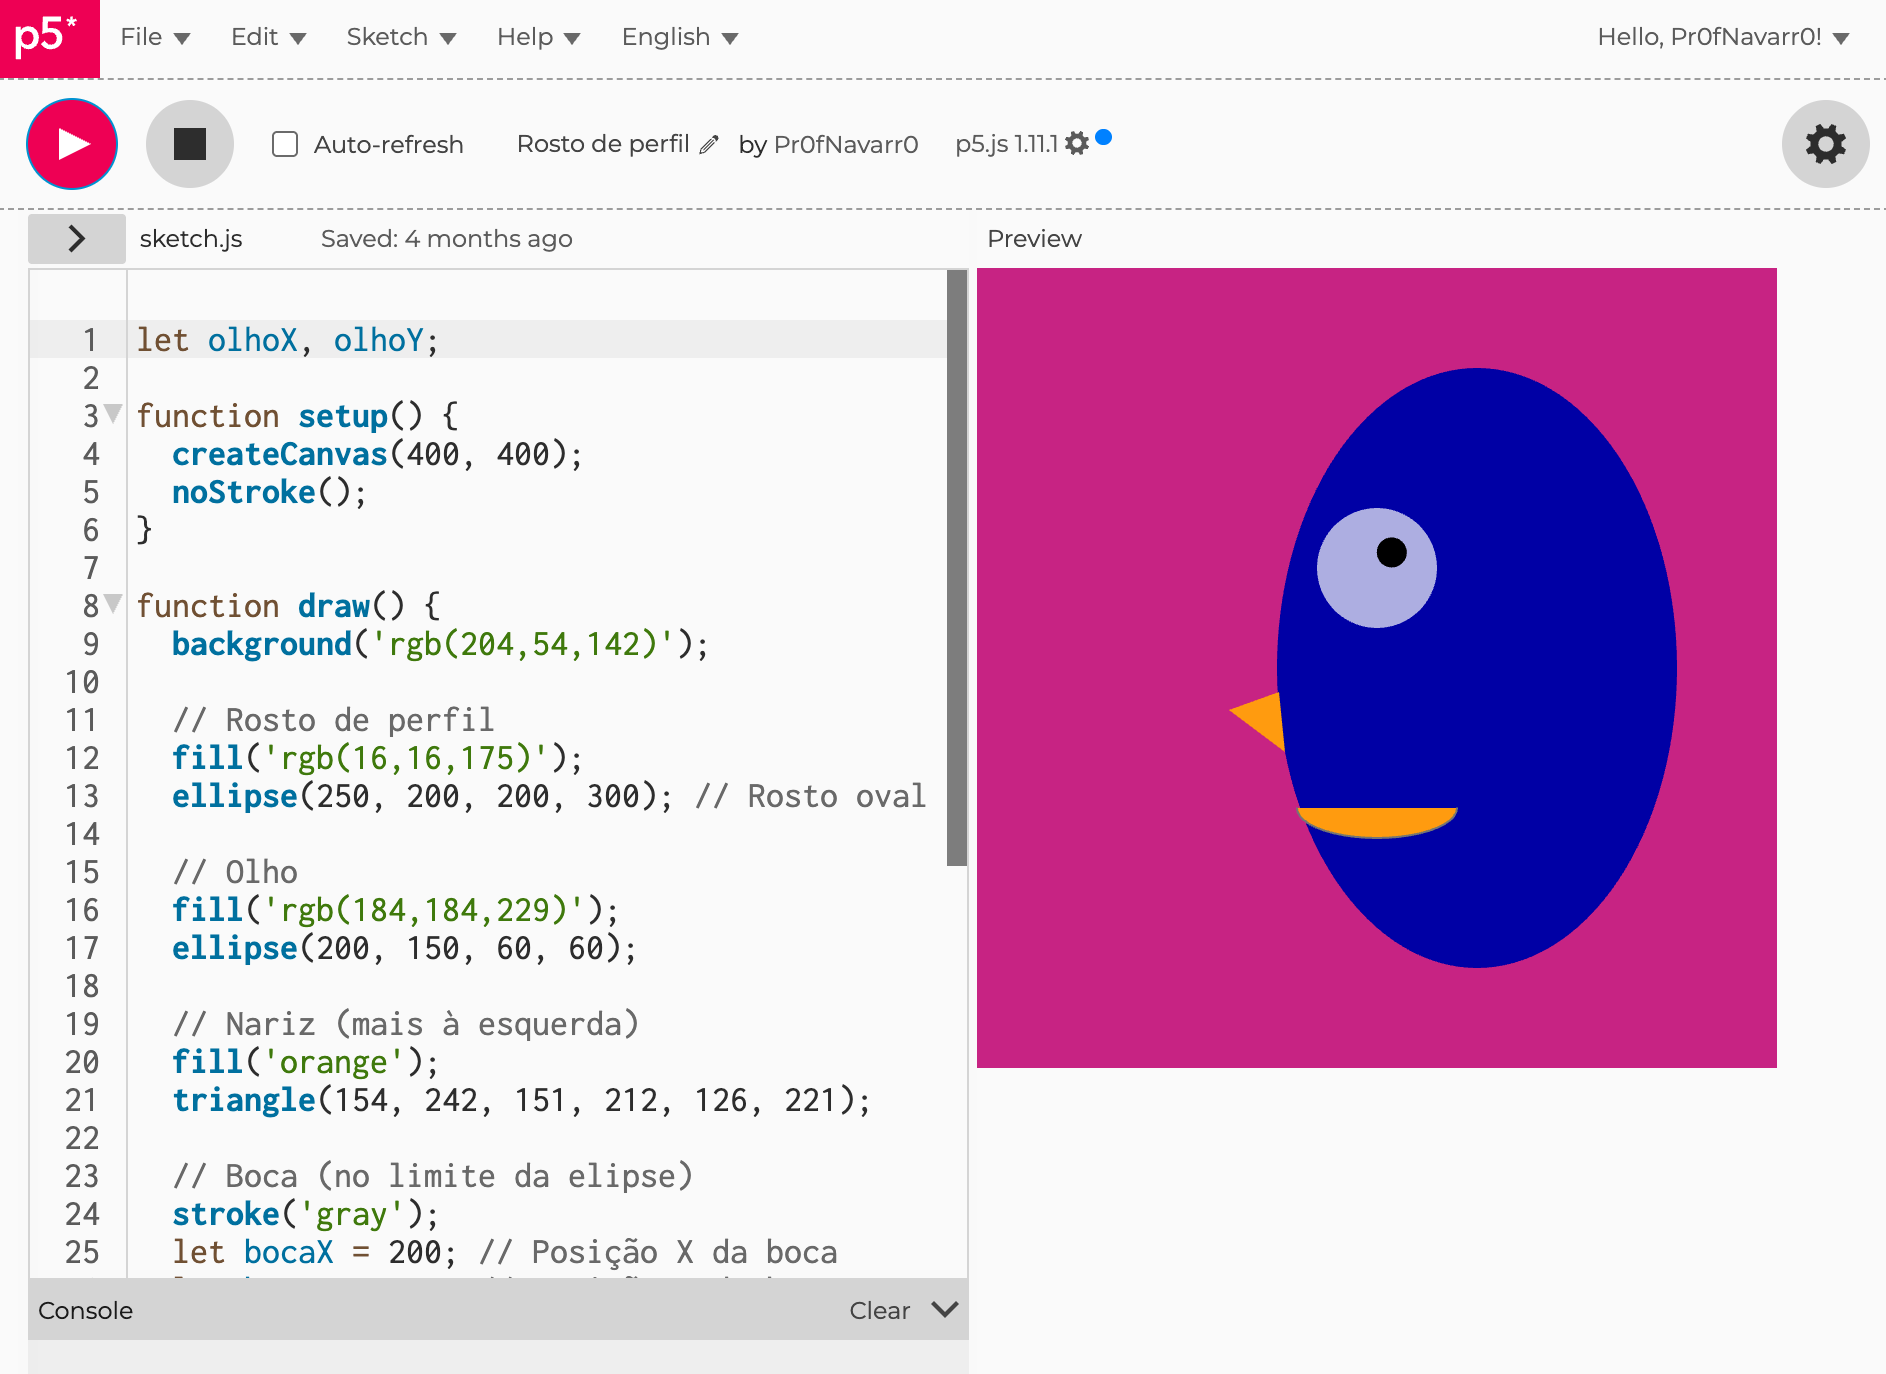 p5*
File Edit Sketch Help English Hello, Pr0fNavarr0!
Auto-refresh Rosto de perfil by Pr0fNavarr0 p5.js 1.11.1
sketch.js Saved: 4 months ago Preview
1 let olhoX, olhoY;
2
3 function setup() {
4 createCanvas(400, 400);
5 noStroke();
6 }
7
8 function draw() {
9 background('rgb(204,54,142)');
10
11 // Rosto de perfil
12 fill('rgb(16,16,175)');
13 ellipse(250, 200, 200, 300); // Rosto oval
14
15 // Olho
16 fill('rgb(184,184,229)');
17 ellipse(200, 150, 60, 60);
18
19 // Nariz (mais à esquerda)
20 fill('orange');
21 triangle(154, 242, 151, 212, 126, 221);
22
23 // Boca (no limite da elipse)
24 stroke('gray');
25 let bocaX = 200; // Posição X da boca
Console Clear